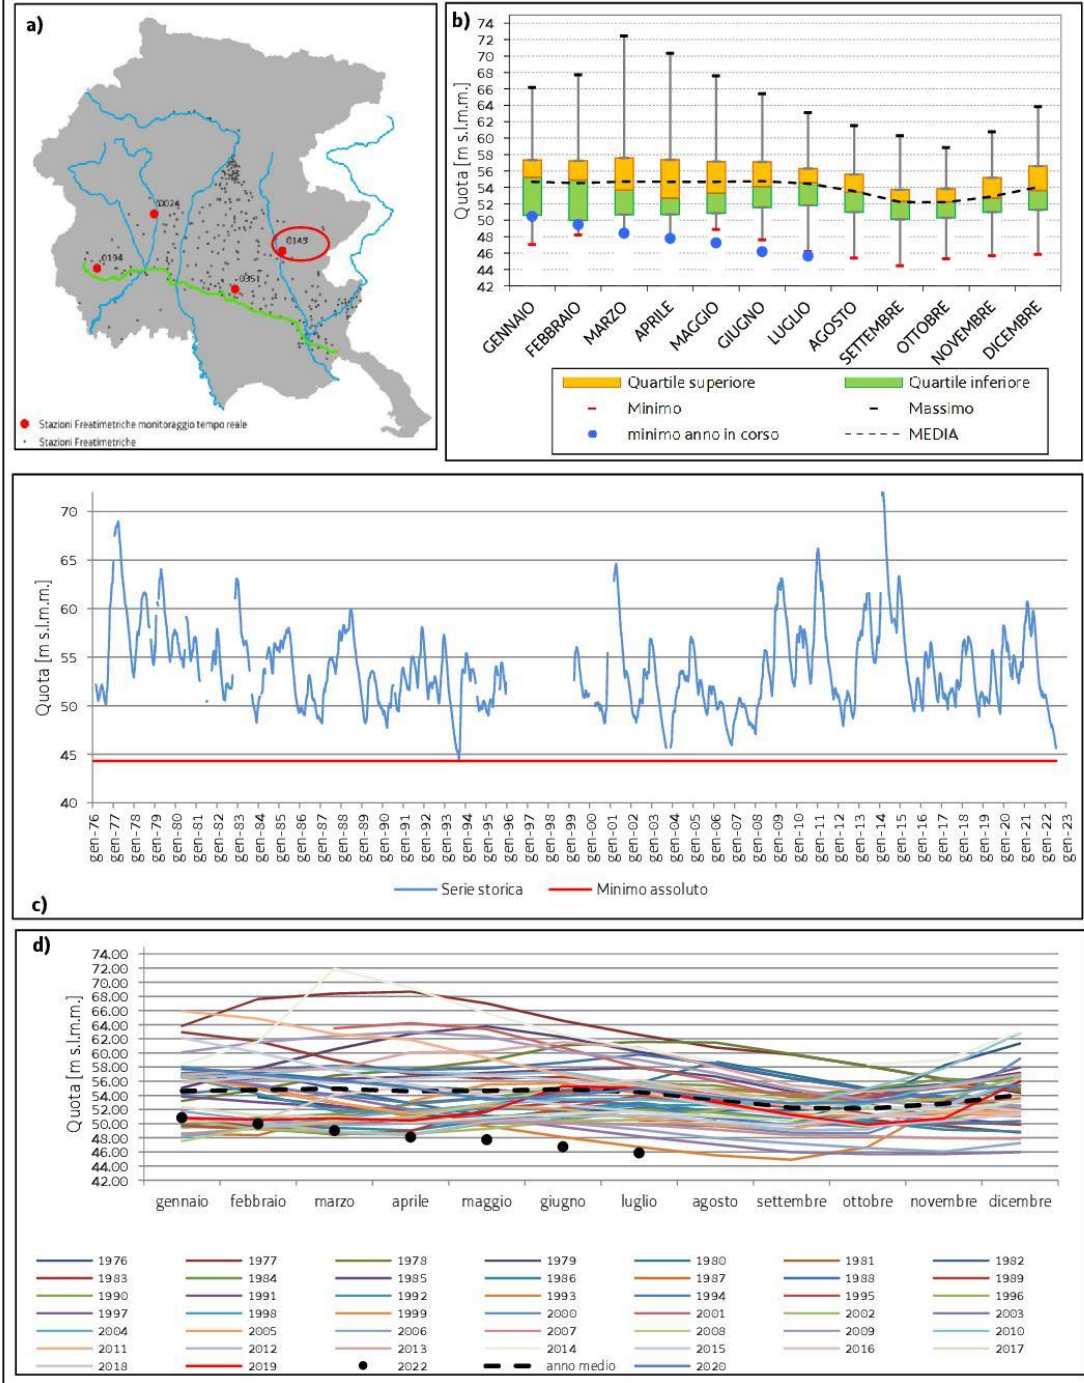 a)
0024
0143
0194
0351
Stazioni Freatimetriche monitoraggio tempo reale
Stazioni Freatimetriche
b)
Quota [m s.l.m.m.]
74
72
70
68
66
64
62
60
58
56
54
52
50
48
46
44
42
GENNAIO FEBBRAIO MARZO APRILE MAGGIO GIUGNO LUGLIO AGOSTO SETTEMBRE OTTOBRE NOVEMBRE DICEMBRE
Quartile superiore Quartile inferiore
Minimo Massimo
minimo anno in corso MEDIA
Quota [m s.l.m.m.]
70
65
60
55
50
45
40
gen-76 gen-77 gen-78 gen-79 gen-80 gen-81 gen-82 gen-83 gen-84 gen-85 gen-86 gen-87 gen-88 gen-89 gen-90 gen-91 gen-92 gen-93 gen-94 gen-95 gen-96 gen-97 gen-98 gen-99 gen-00 gen-01 gen-02 gen-03 gen-04 gen-05 gen-06 gen-07 gen-08 gen-09 gen-10 gen-11 gen-12 gen-13 gen-14 gen-15 gen-16 gen-17 gen-18 gen-19 gen-20 gen-21 gen-22 gen-23
Serie storica Minimo assoluto
c)
d)
Quota [m s.l.m.m.]
74.00
72.00
70.00
68.00
66.00
64.00
62.00
60.00
58.00
56.00
54.00
52.00
50.00
48.00
46.00
44.00
42.00
gennaio febbraio marzo aprile maggio giugno luglio agosto settembre ottobre novembre dicembre
1976 1977 1978 1979 1980 1981 1982
1983 1984 1985 1986 1987 1988 1989
1990 1991 1992 1993 1994 1995 1996
1997 1998 1999 2000 2001 2002 2003
2004 2005 2006 2007 2008 2009 2010
2011 2012 2013 2014 2015 2016 2017
2018 2019 2022 anno medio 2020